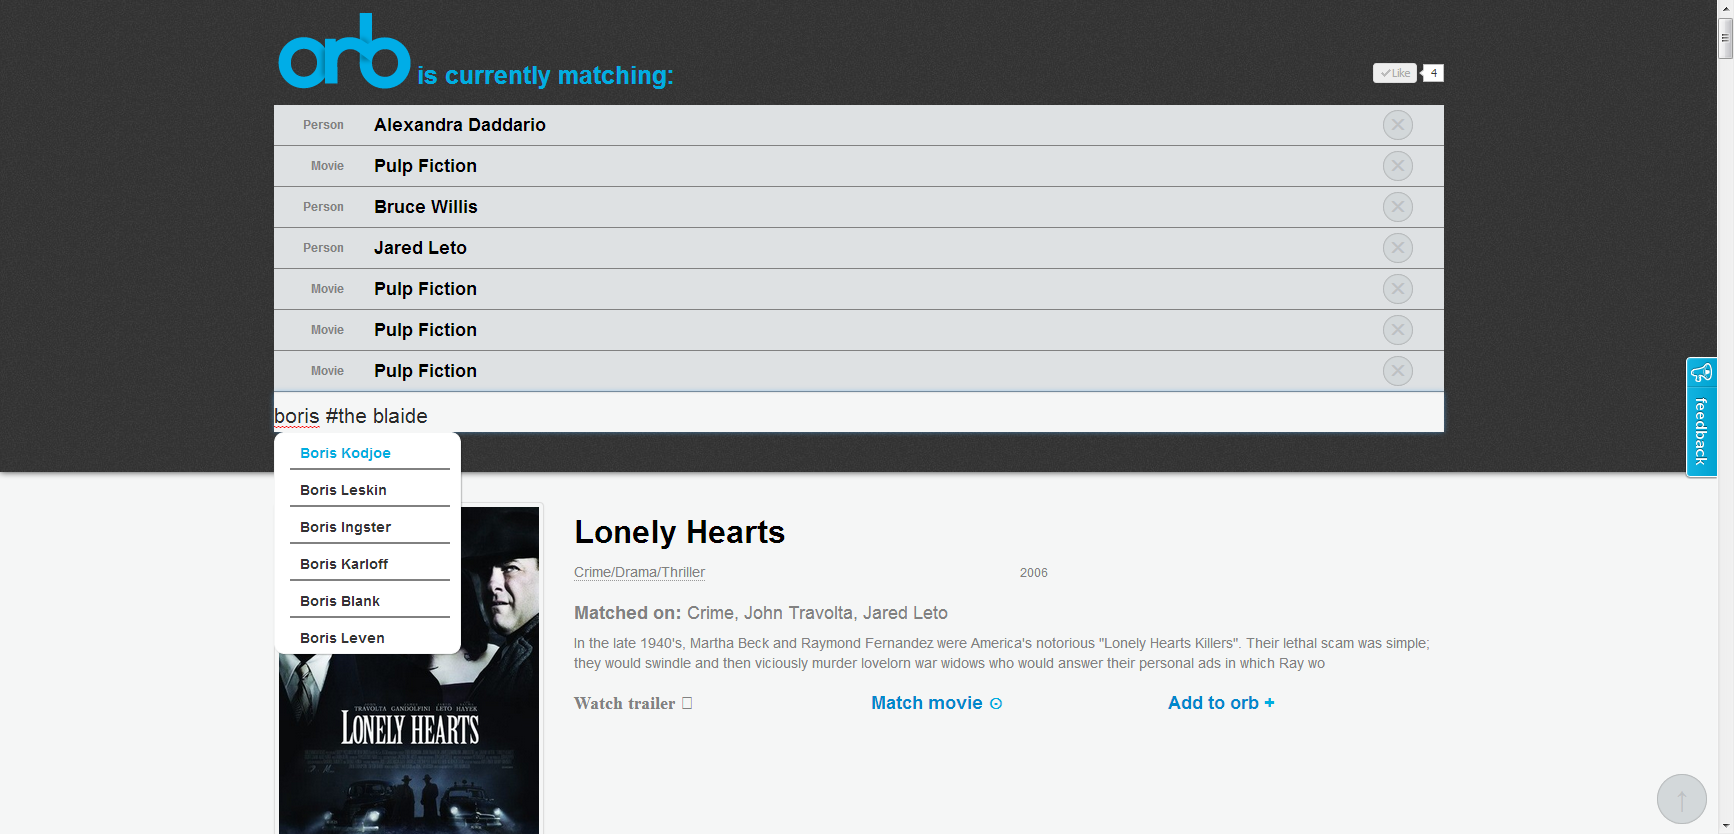 orb is currently matching:
Like 4
Person Alexandra Daddario
Movie Pulp Fiction
Person Bruce Willis
Person Jared Leto
Movie Pulp Fiction
Movie Pulp Fiction
Movie Pulp Fiction
boris #the blaide
Boris Kodjoe
Boris Leskin
Boris Ingster
Boris Karloff
Boris Blank
Boris Leven
feedback
Lonely Hearts
Crime/Drama/Thriller 2006
Matched on: Crime, John Travolta, Jared Leto
In the late 1940's, Martha Beck and Raymond Fernandez were America's notorious "Lonely Hearts Killers". Their lethal scam was simple;
they would swindle and then viciously murder lovelorn war widows who would answer their personal ads in which Ray wo
Watch trailer
Match movie
Add to orb +
TRAVOLTA GANDOLFINI LETO HAYEK
LONELY HEARTS